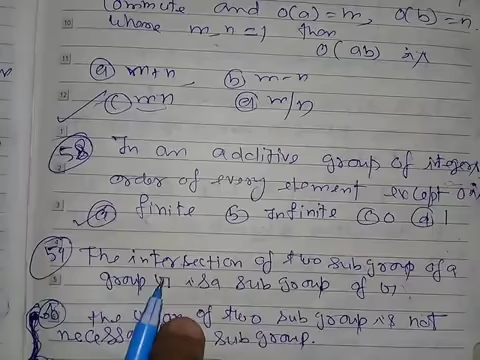 commute and O(a)=m, O(b)=n
whose m, n=1 then
O(ab) is
(a) m+n (b) m-n
(c) mn (d) m/n
58 In an additive group of integers
order of every element except 0 is
(a) finite (b) Infinite (c) 0 (d) 1
59 The intersection of two subgroup of a
group is a subgroup of
60 the of two subgroup is not
subgroup.